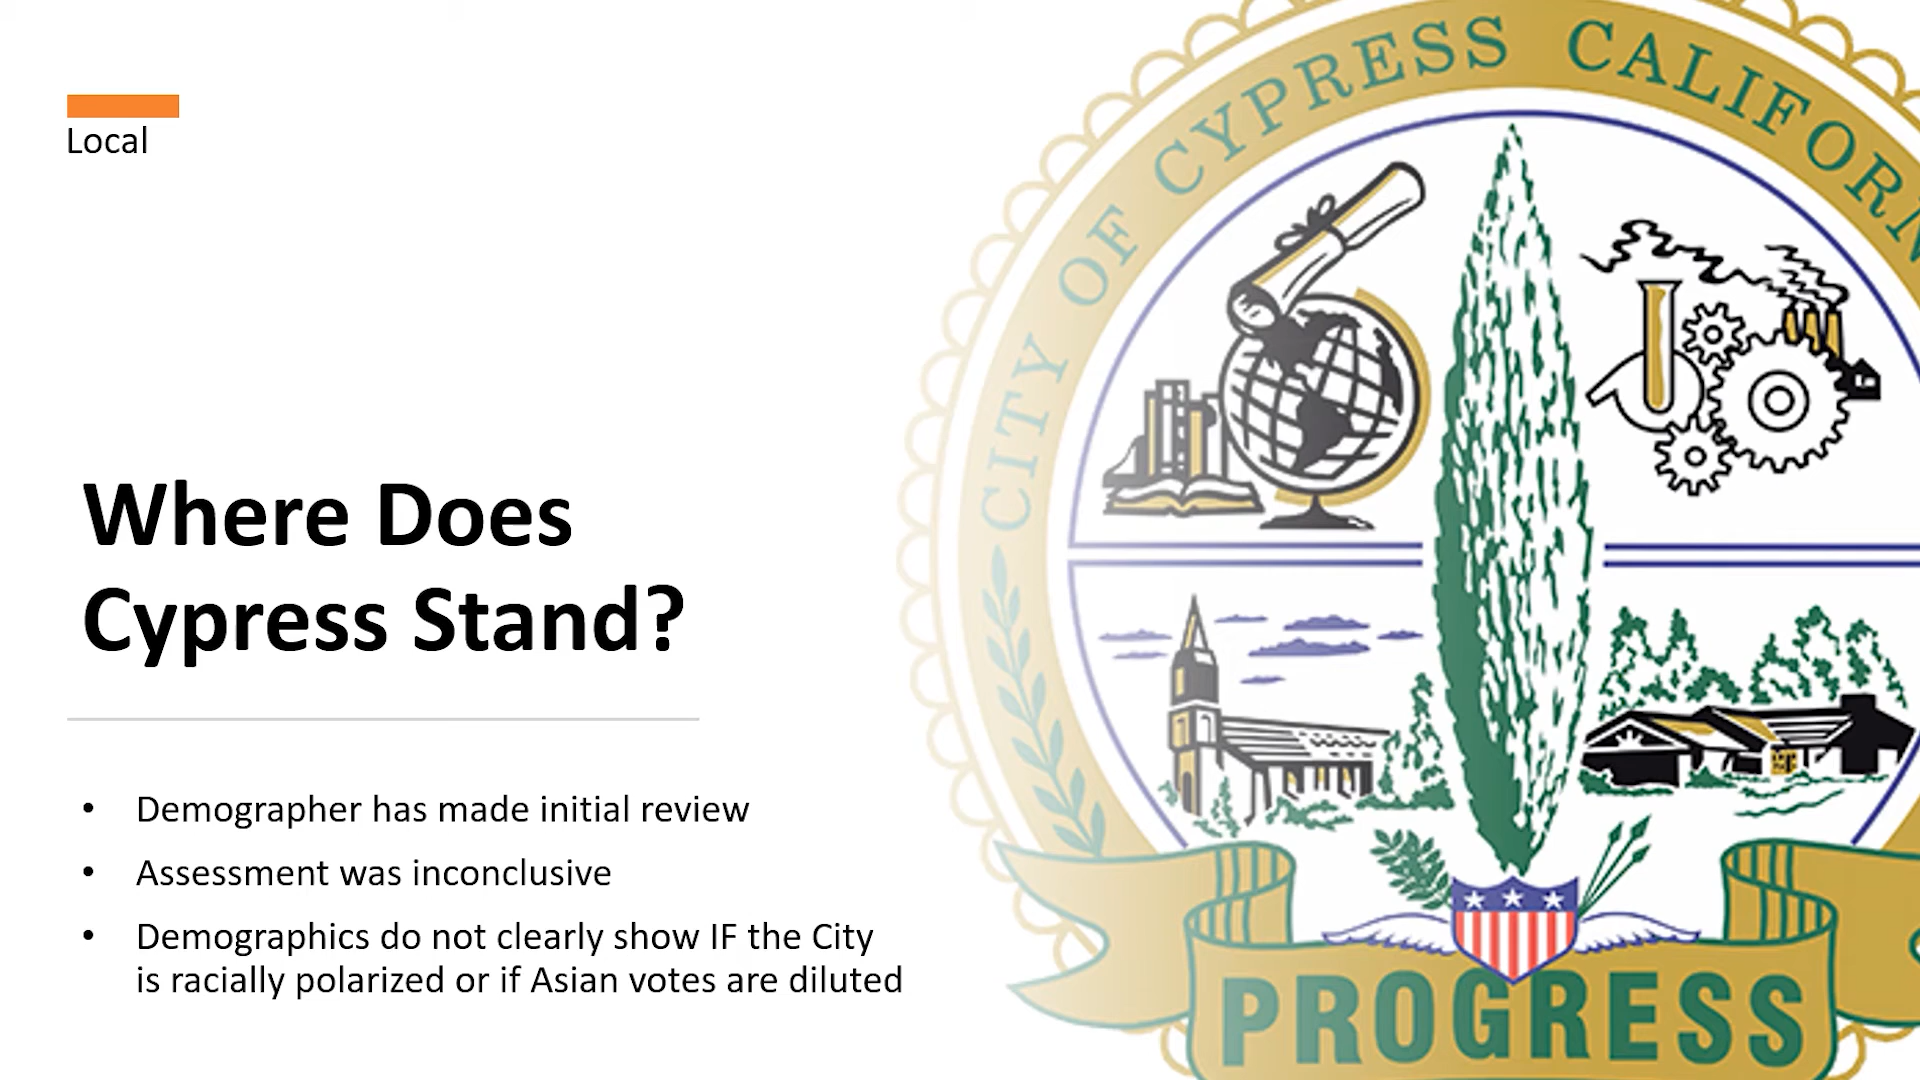 Local
Where Does
Cypress Stand?
• Demographer has made initial review
• Assessment was inconclusive
• Demographics do not clearly show IF the City
is racially polarized or if Asian votes are diluted
CITY OF CYPRESS CALIFORN
PROGRESS